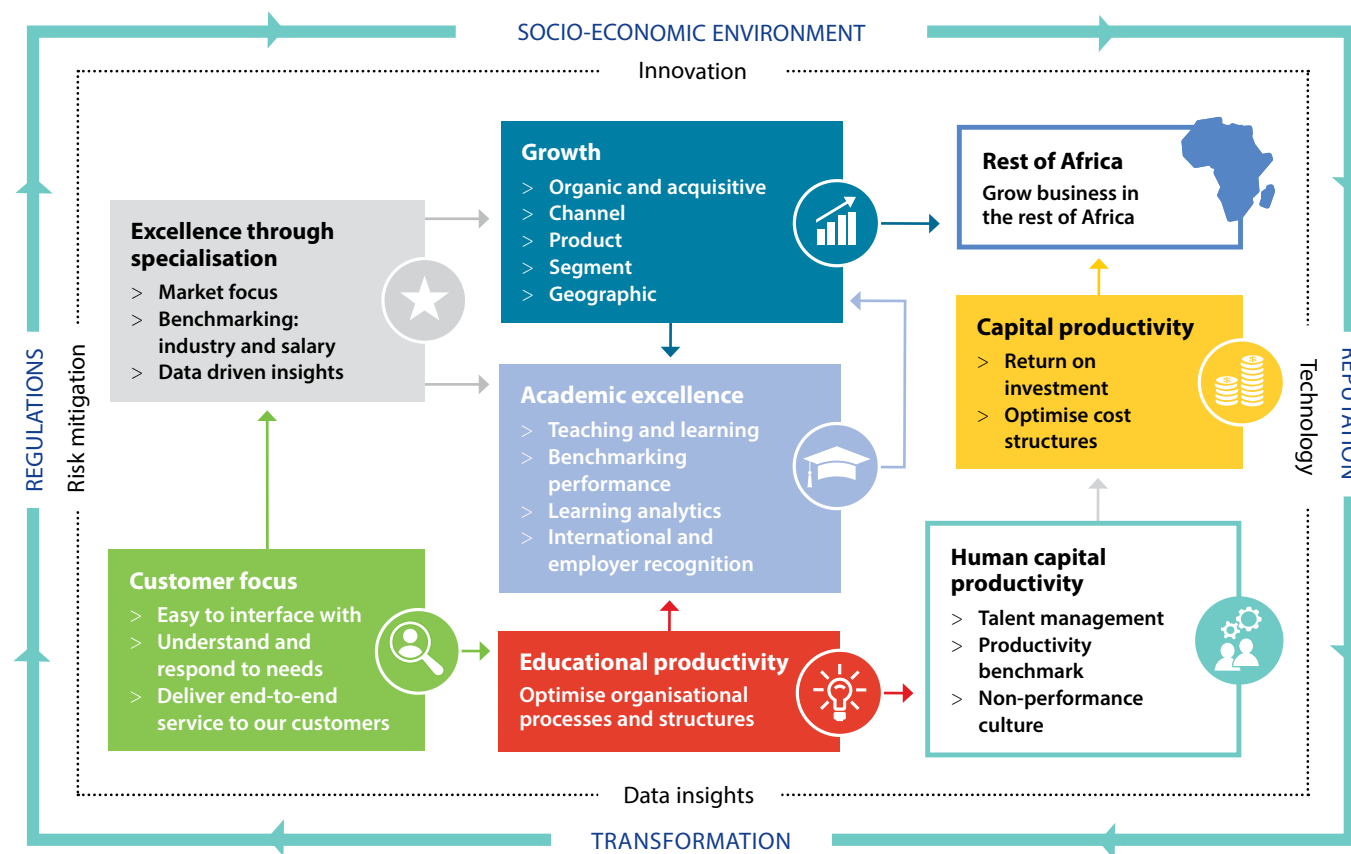 SOCIO-ECONOMIC ENVIRONMENT
Innovation
Growth
> Organic and acquisitive
> Channel
> Product
> Segment
> Geographic
Rest of Africa
Grow business in
the rest of Africa
Excellence through
specialisation
> Market focus
> Benchmarking:
industry and salary
> Data driven insights
Capital productivity
> Return on
investment
> Optimise cost
structures
REGULATIONS
Risk mitigation
Technology
REPUTATION
Academic excellence
> Teaching and learning
> Benchmarking
performance
> Learning analytics
> International and
employer recognition
Customer focus
> Easy to interface with
> Understand and
respond to needs
> Deliver end-to-end
service to our customers
Educational productivity
Optimise organisational
processes and structures
Human capital
productivity
> Talent management
> Productivity
benchmark
> Non-performance
culture
Data insights
TRANSFORMATION